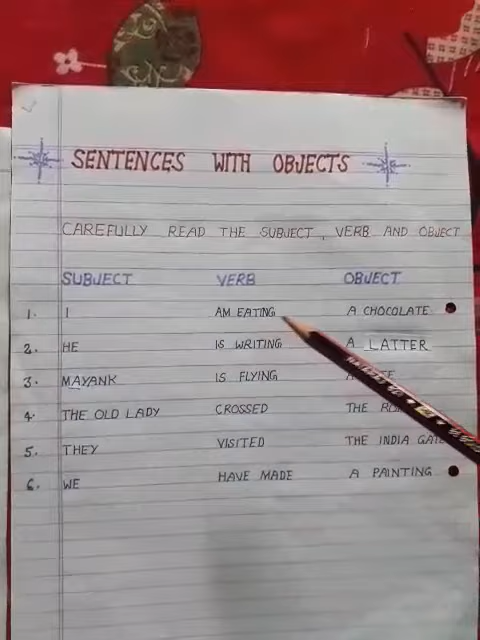 SENTENCES WITH OBJECTS
CAREFULLY READ THE SUBJECT, VERB AND OBJECT
SUBJECT VERB OBJECT
1. I AM EATING A CHOCOLATE
2. HE IS WRITING A LATTER
3. MAYANK IS FLYING
4. THE OLD LADY CROSSED THE
5. THEY VISITED THE INDIA GATE
6. WE HAVE MADE A PAINTING